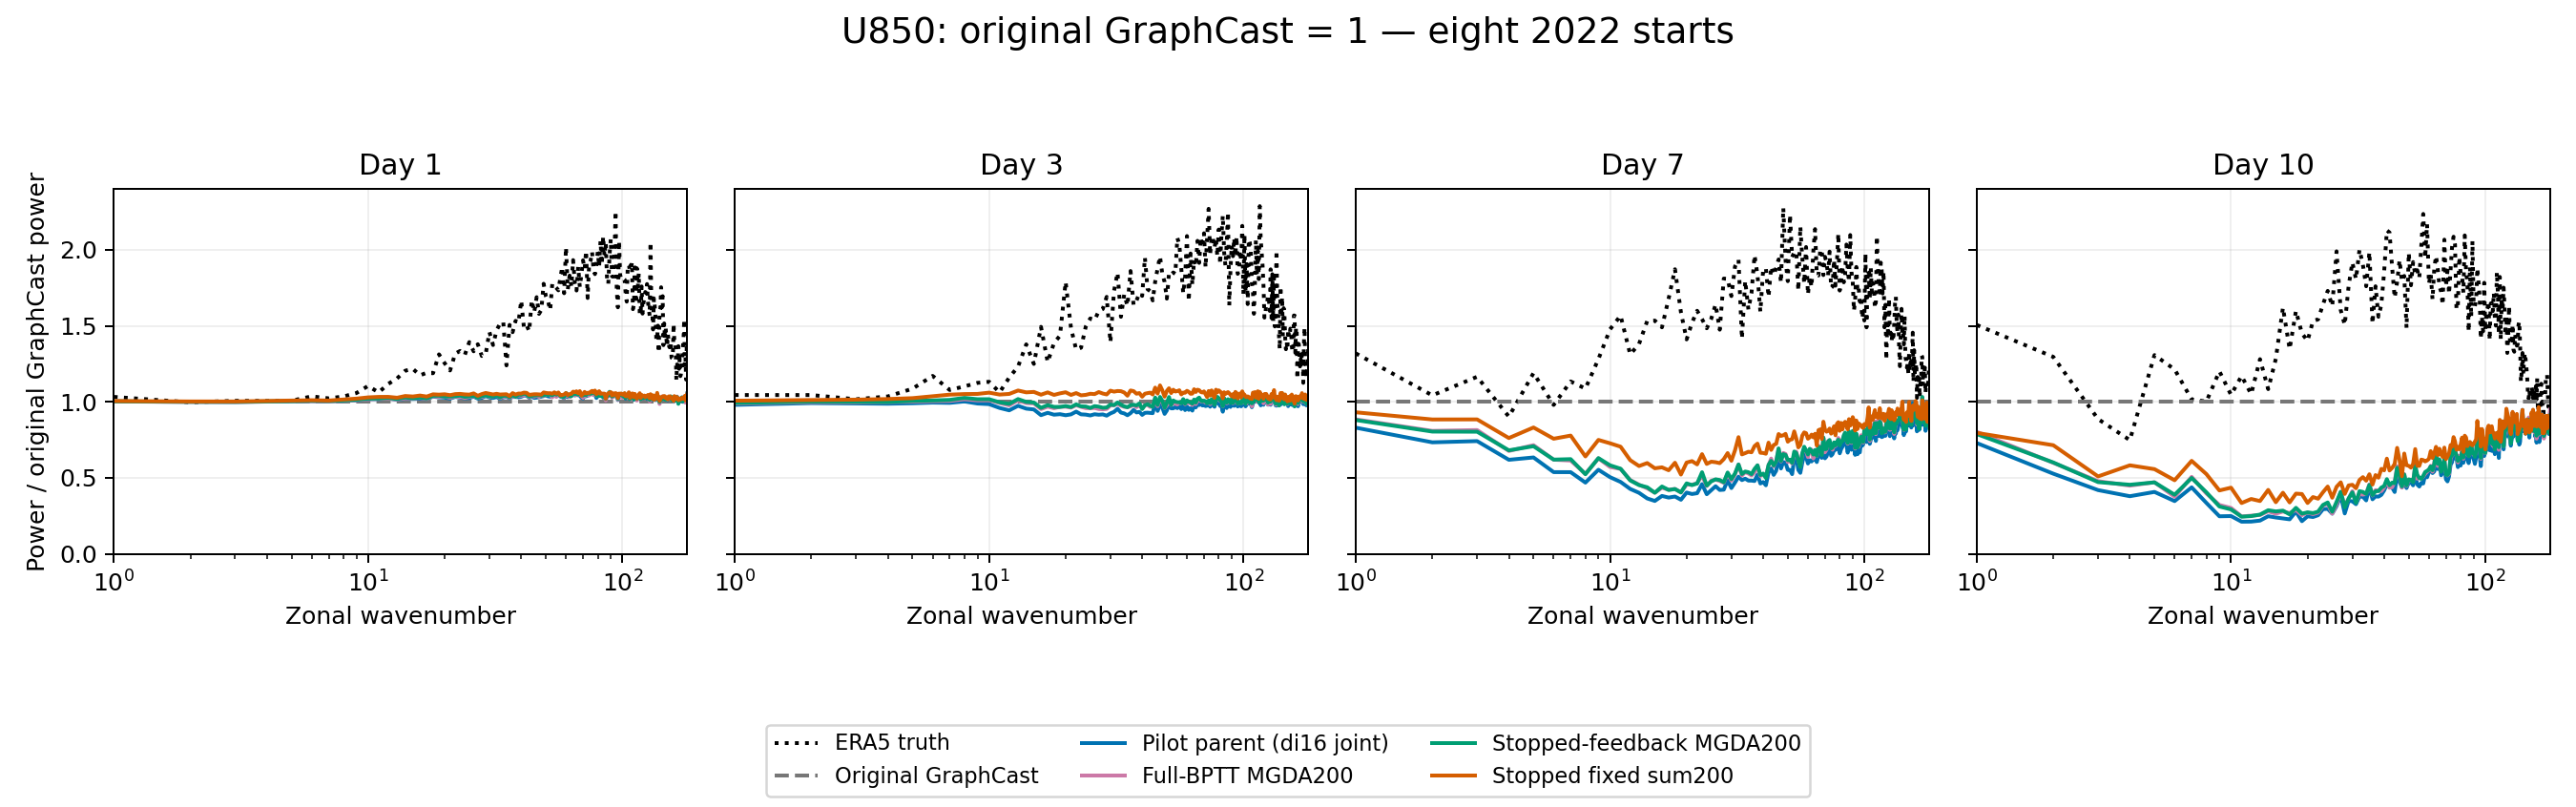 U850: original GraphCast = 1 — eight 2022 starts
Day 1
Day 3
Day 7
Day 10
Power / original GraphCast power
2.0
1.5
1.0
0.5
0.0
10⁰
10¹
10²
10⁰
10¹
10²
10⁰
10¹
10²
10⁰
10¹
10²
Zonal wavenumber
Zonal wavenumber
Zonal wavenumber
Zonal wavenumber
ERA5 truth
Original GraphCast
Pilot parent (di16 joint)
Full-BPTT MGDA200
Stopped-feedback MGDA200
Stopped fixed sum200